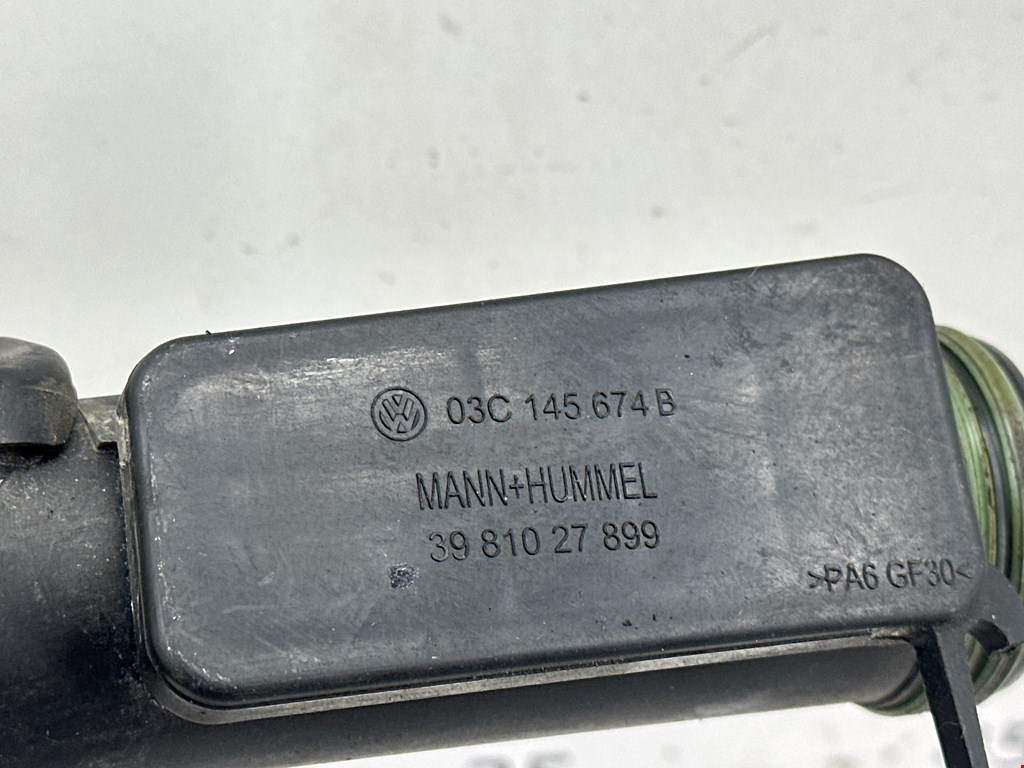 03C 145 674 B
MANN+HUMMEL
39 810 27 899
>PA6 GF30<